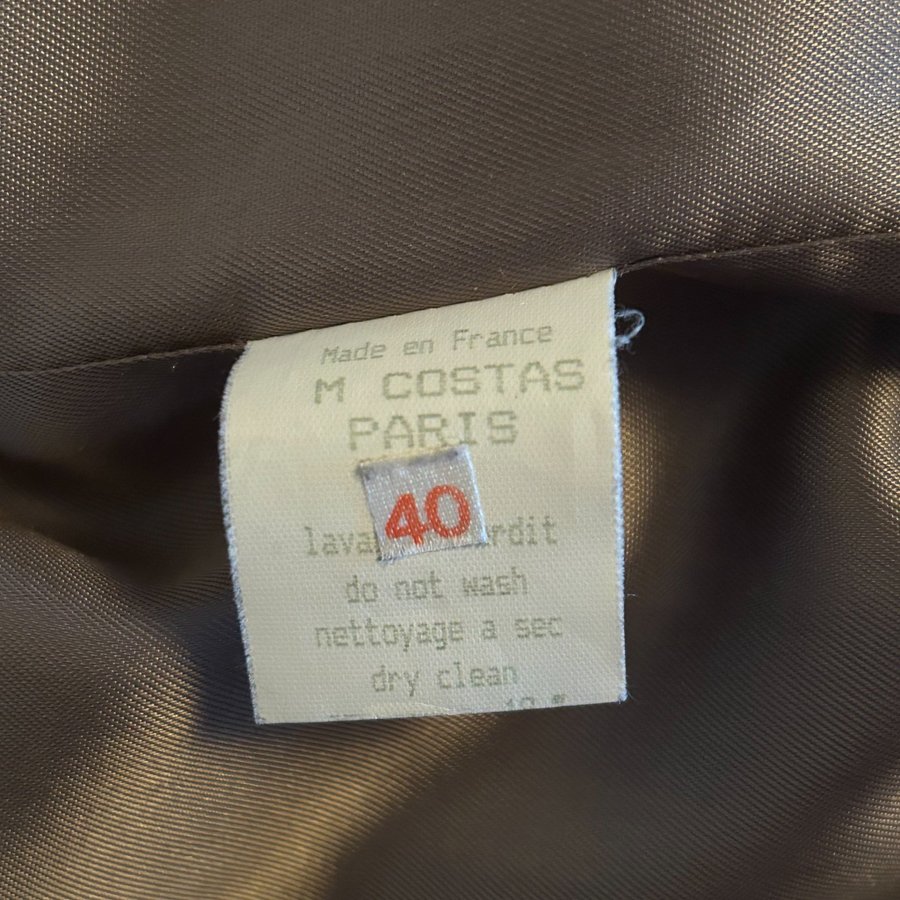 Made en France
M COSTAS
PARIS
40
do not wash
nettoyage a sec
dry clean